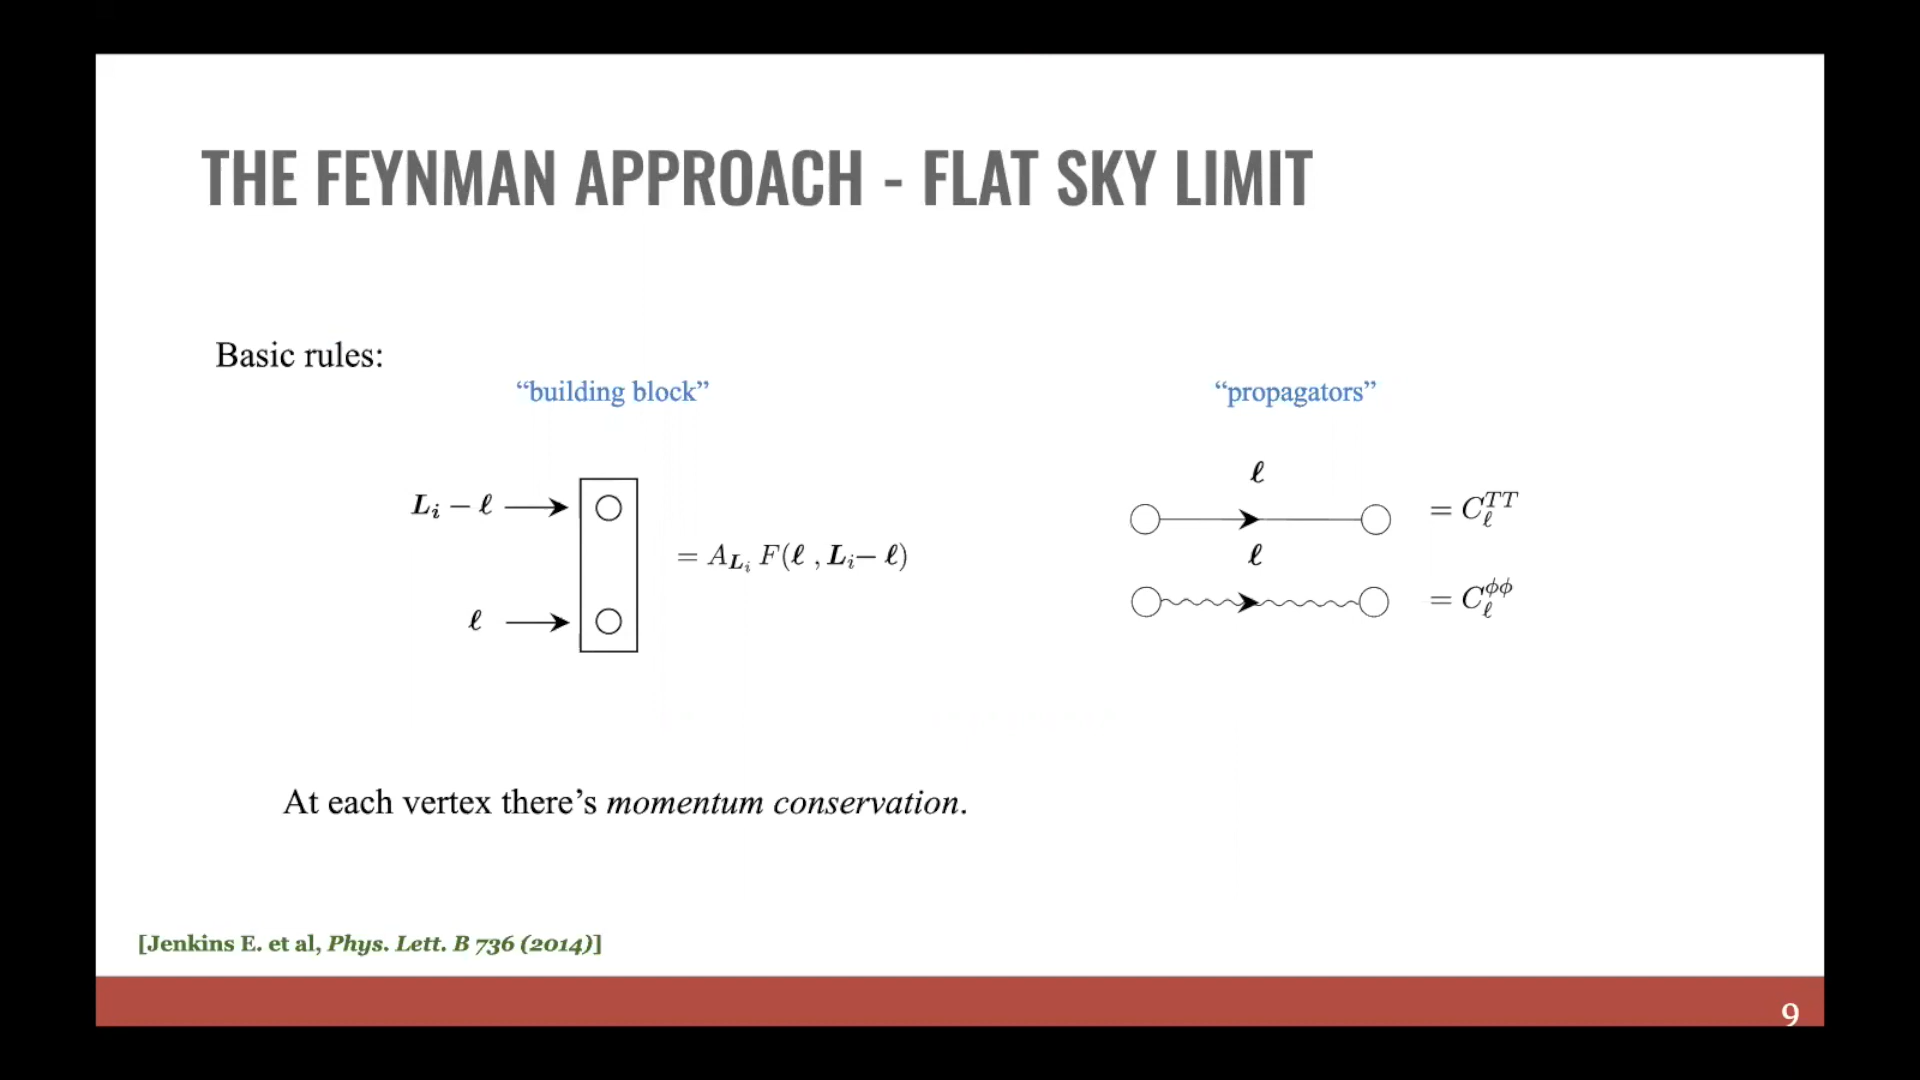 THE FEYNMAN APPROACH - FLAT SKY LIMIT
Basic rules:
“building block”
“propagators”
L_i − ℓ
ℓ
= A_{L_i} F(ℓ , L_i− ℓ)
ℓ
= C_ℓ^{TT}
ℓ
= C_ℓ^{ϕϕ}
At each vertex there’s momentum conservation.
[Jenkins E. et al, Phys. Lett. B 736 (2014)]
9